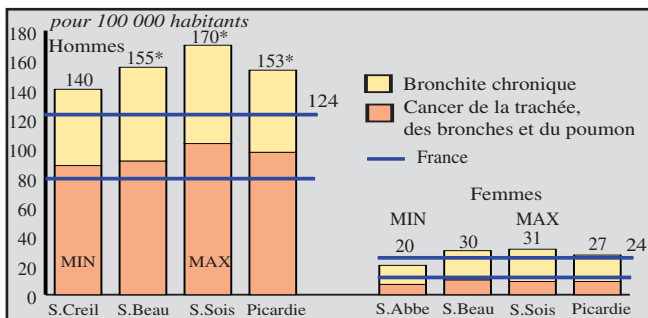 pour 100 000 habitants
180
160
140
120
100
80
60
40
20
0
Hommes
140
155*
170*
153*
124
MIN
MAX
S.Creil
S.Beau
S.Sois
Picardie
Bronchite chronique
Cancer de la trachée,
des bronches et du poumon
France
Femmes
MIN
MAX
20
30
31
27
24
S.Abbe
S.Beau
S.Sois
Picardie